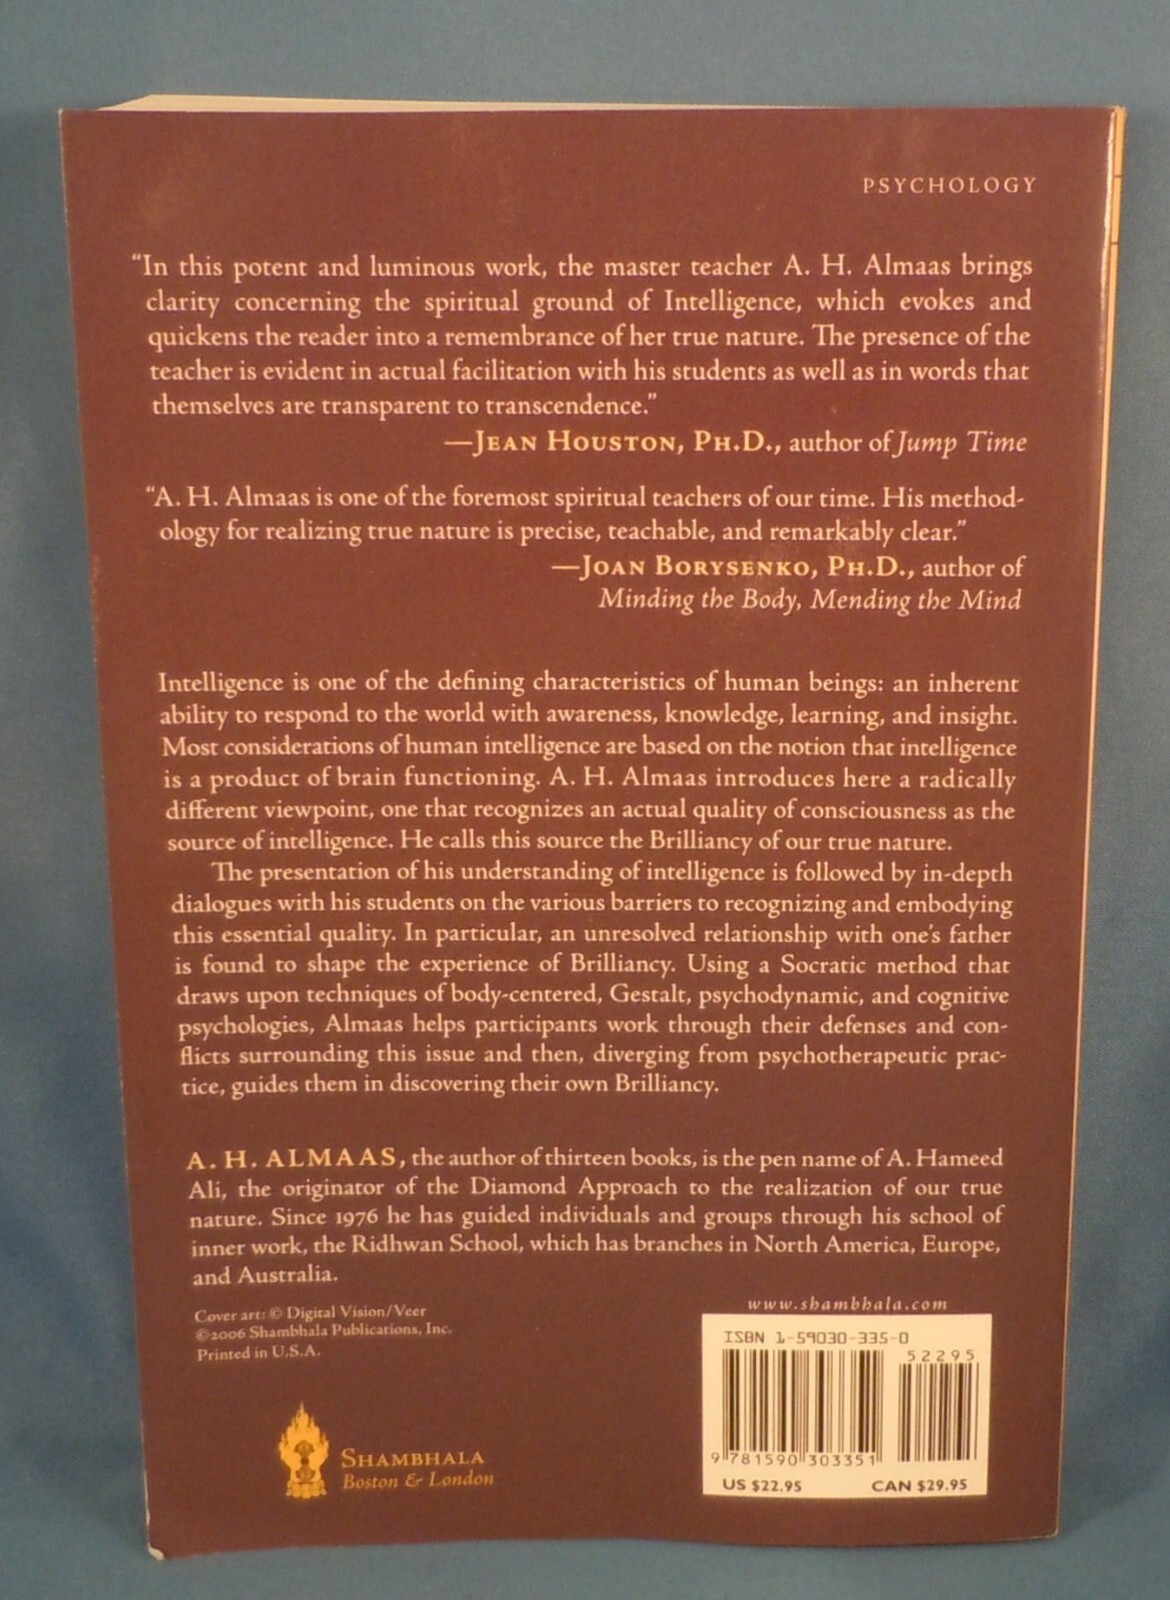 PSYCHOLOGY
“In this potent and luminous work, the master teacher A. H. Almaas brings
clarity concerning the spiritual ground of Intelligence, which evokes and
quickens the reader into a remembrance of her true nature. The presence of the
teacher is evident in actual facilitation with his students as well as in words that
themselves are transparent to transcendence.”
—JEAN HOUSTON, PH.D., author of Jump Time
“A. H. Almaas is one of the foremost spiritual teachers of our time. His method-
ology for realizing true nature is precise, teachable, and remarkably clear.”
—JOAN BORYSENKO, PH.D., author of
Minding the Body, Mending the Mind
Intelligence is one of the defining characteristics of human beings: an inherent
ability to respond to the world with awareness, knowledge, learning, and insight.
Most considerations of human intelligence are based on the notion that intelligence
is a product of brain functioning. A. H. Almaas introduces here a radically
different viewpoint, one that recognizes an actual quality of consciousness as the
source of intelligence. He calls this source the Brilliancy of our true nature.
The presentation of his understanding of intelligence is followed by in-depth
dialogues with his students on the various barriers to recognizing and embodying
this essential quality. In particular, an unresolved relationship with one’s father
is found to shape the experience of Brilliancy. Using a Socratic method that
draws upon techniques of body-centered, Gestalt, psychodynamic, and cognitive
psychologies, Almaas helps participants work through their defenses and con-
flicts surrounding this issue and then, diverging from psychotherapeutic prac-
tice, guides them in discovering their own Brilliancy.
A. H. ALMAAS, the author of thirteen books, is the pen name of A. Hameed
Ali, the originator of the Diamond Approach to the realization of our true
nature. Since 1976 he has guided individuals and groups through his school of
inner work, the Ridhwan School, which has branches in North America, Europe,
and Australia.
Cover art: © Digital Vision/Veer
©2006 Shambhala Publications, Inc.
Printed in U.S.A.
SHAMBHALA
Boston & London
www.shambhala.com
ISBN 1-59030-335-0
52295
9 781590 303351
US $22.95 CAN $29.95